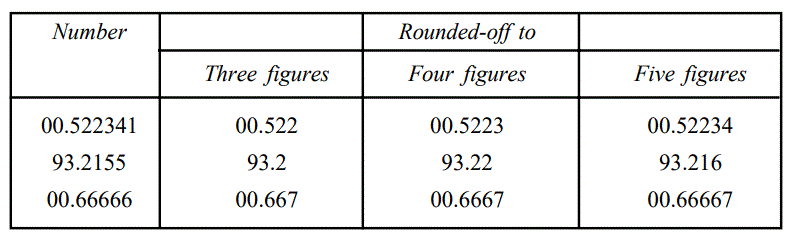 Number Rounded-off to
Three figures Four figures Five figures
00.522341 00.522 00.5223 00.52234
93.2155 93.2 93.22 93.216
00.66666 00.667 00.6667 00.66667